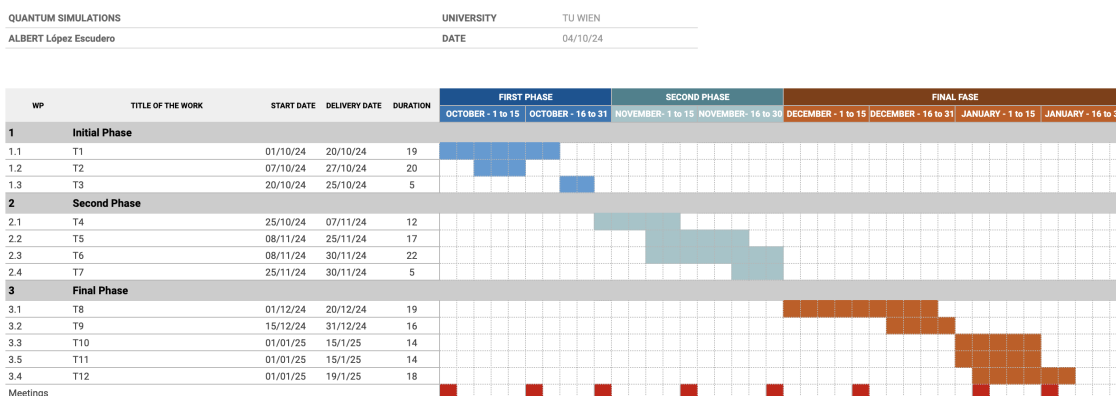 QUANTUM SIMULATIONS UNIVERSITY TU WIEN
ALBERT López Escudero DATE 04/10/24
WP TITLE OF THE WORK START DATE DELIVERY DATE DURATION FIRST PHASE SECOND PHASE FINAL FASE
OCTOBER - 1 to 15 OCTOBER - 16 to 31 NOVEMBER- 1 to 15 NOVEMBER- 16 to 30 DECEMBER - 1 to 15 DECEMBER - 16 to 31 JANUARY - 1 to 15 JANUARY - 16 to 3
1 Initial Phase
1.1 T1 01/10/24 20/10/24 19
1.2 T2 07/10/24 27/10/24 20
1.3 T3 20/10/24 25/10/24 5
2 Second Phase
2.1 T4 25/10/24 07/11/24 12
2.2 T5 08/11/24 25/11/24 17
2.3 T6 08/11/24 30/11/24 22
2.4 T7 25/11/24 30/11/24 5
3 Final Phase
3.1 T8 01/12/24 20/12/24 19
3.2 T9 15/12/24 31/12/24 16
3.3 T10 01/01/25 15/1/25 14
3.5 T11 01/01/25 15/1/25 14
3.4 T12 01/01/25 19/1/25 18
Meetings